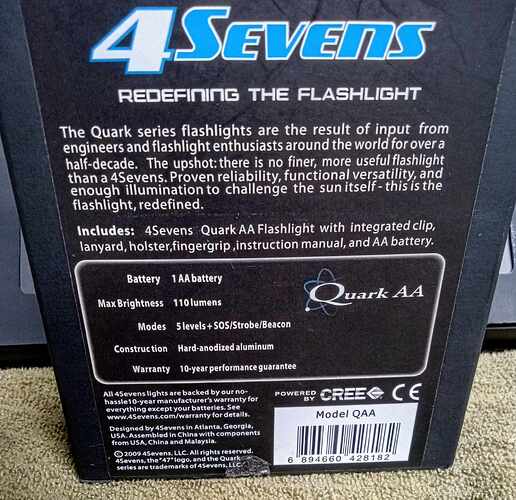 4SEVENS
REDEFINING THE FLASHLIGHT
The Quark series flashlights are the result of input from
engineers and flashlight enthusiasts around the world for over a
half-decade. The upshot: there is no finer, more useful flashlight
than a 4Sevens. Proven reliability, functional versatility, and
enough illumination to challenge the sun itself - this is the
flashlight, redefined.
Includes: 4Sevens Quark AA Flashlight with integrated clip,
lanyard, holster,fingergrip ,instruction manual, and AA battery.
Battery 1 AA battery
Max Brightness 110 lumens
Modes 5 levels + SOS/Strobe/Beacon
Construction Hard-anodized aluminum
Warranty 10-year performance guarantee
Quark AA
All 4Sevens lights are backed by our no-
hassle10-year manufacturer's warranty for
everything except your batteries. See
www.4sevens.com/warranty for details.
Designed by 4Sevens in Atlanta, Georgia,
USA. Assembled in China with components
from USA, China and Malaysia.
© 2009 4Sevens, LLC. All rights reserved.
4Sevens, the "47" logo, and the Quark
series are trademarks of 4Sevens, LLC.
POWERED BY CREE CE
Model QAA
6 894660 428182